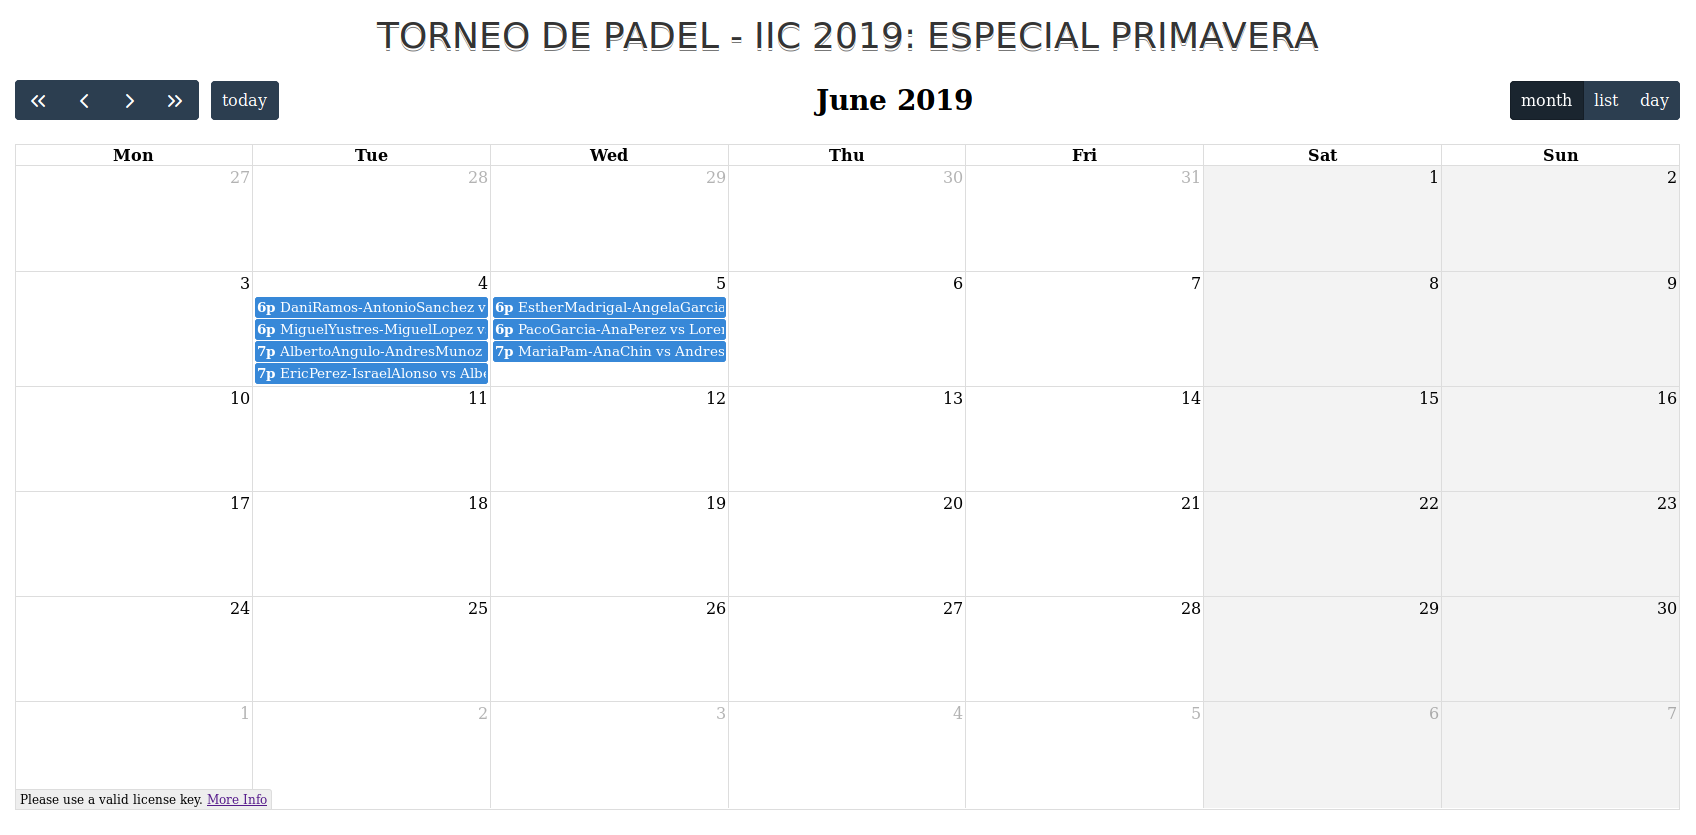 TORNEO DE PADEL - IIC 2019: ESPECIAL PRIMAVERA
today June 2019 month list day
Mon Tue Wed Thu Fri Sat Sun
27 28 29 30 31 1 2
3 4 5 6 7 8 9
6p DaniRamos-AntonioSanchez v 6p EstherMadrigal-AngelaGarcia
6p MiguelYustres-MiguelLopez v 6p PacoGarcia-AnaPerez vs Lorer
7p AlbertoAngulo-AndresMunoz 7p MariaPam-AnaChin vs Andres
7p EricPerez-IsraelAlonso vs Albe
10 11 12 13 14 15 16
17 18 19 20 21 22 23
24 25 26 27 28 29 30
1 2 3 4 5 6 7
Please use a valid license key. More Info